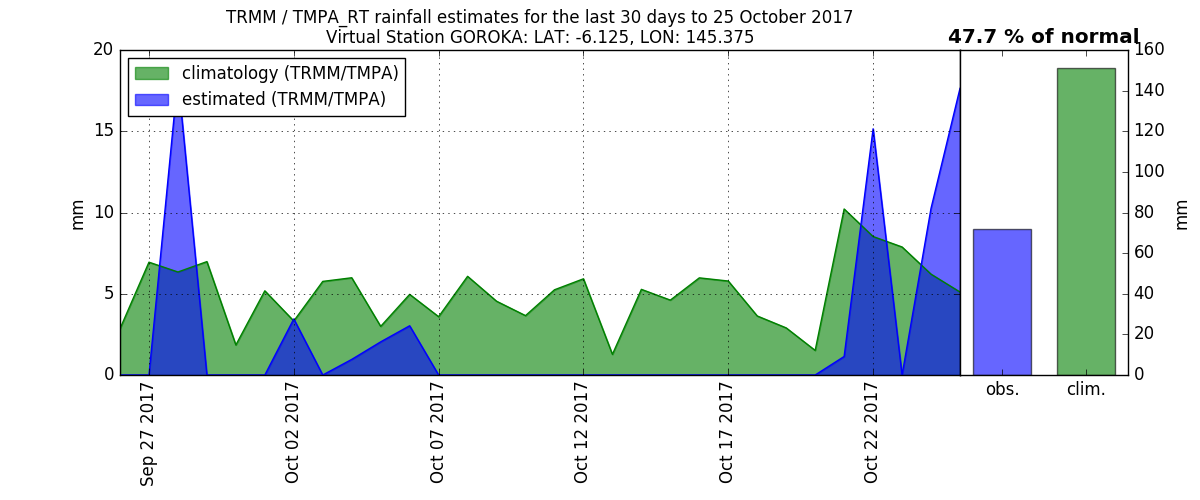 TRMM / TMPA_RT rainfall estimates for the last 30 days to 25 October 2017
Virtual Station GOROKA: LAT: -6.125, LON: 145.375
47.7 % of normal
climatology (TRMM/TMPA)
estimated (TRMM/TMPA)
20
15
10
5
0
mm
160
140
120
100
80
60
40
20
0
mm
Sep 27 2017
Oct 02 2017
Oct 07 2017
Oct 12 2017
Oct 17 2017
Oct 22 2017
obs.
clim.